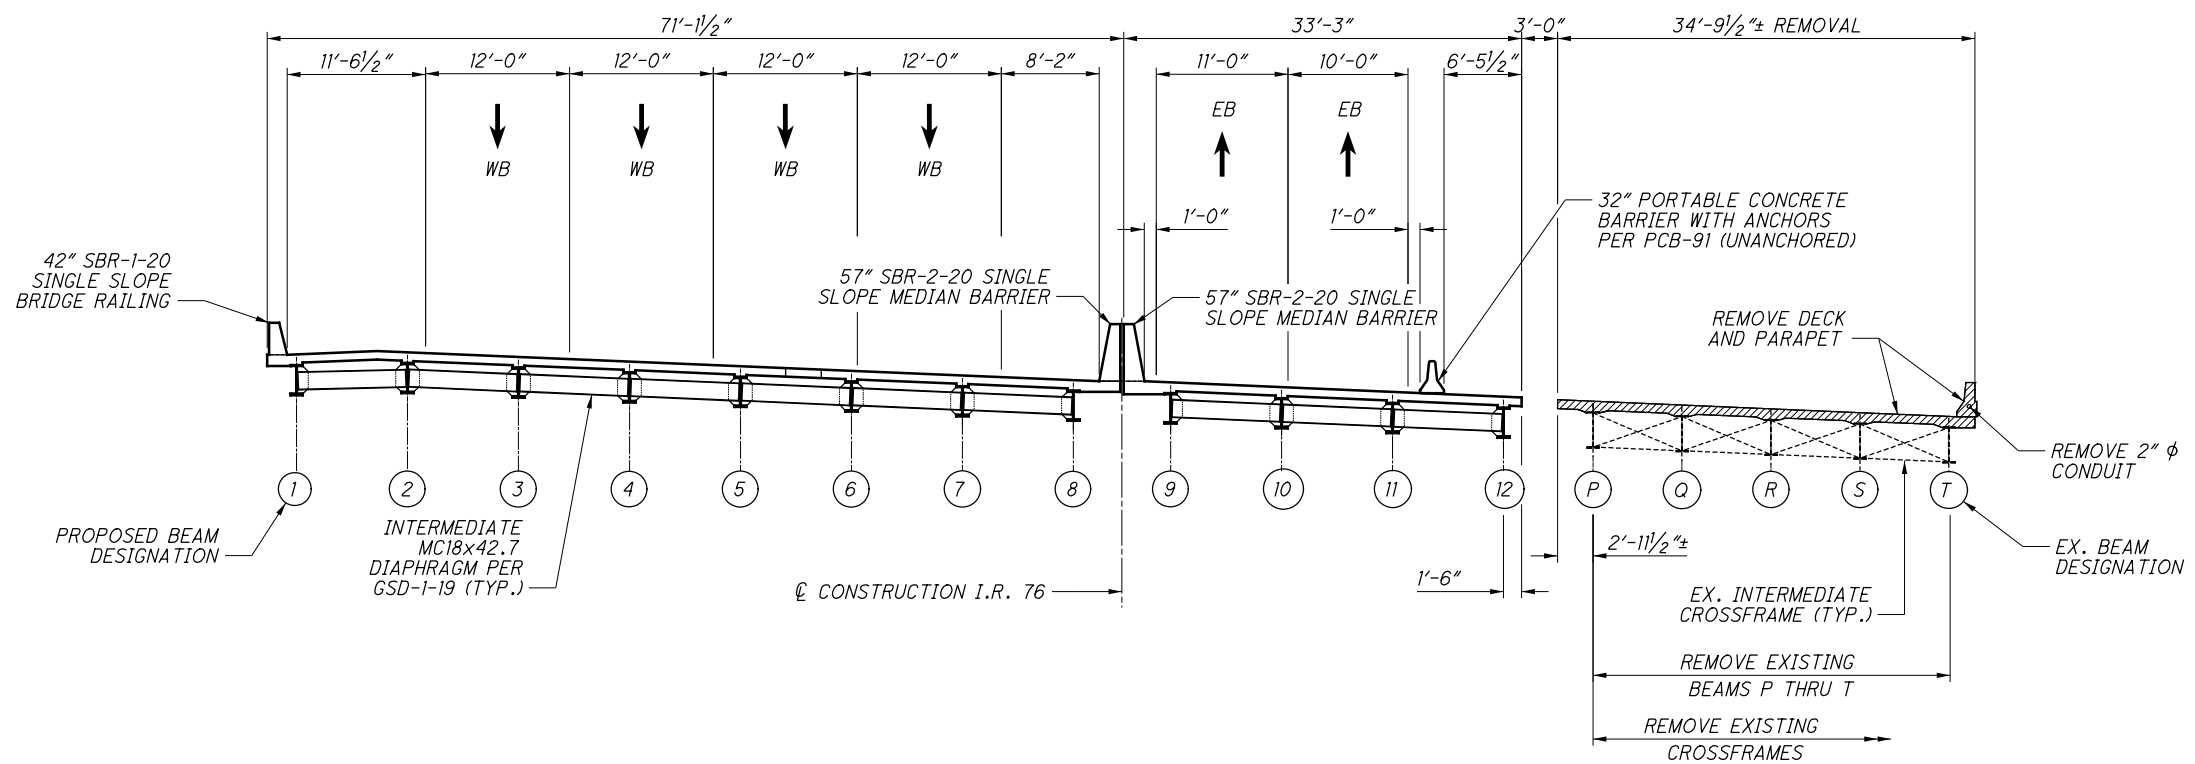 71'-1½"
33'-3"
3'-0"
34'-9½"± REMOVAL
11'-6½"
12'-0"
12'-0"
12'-0"
12'-0"
8'-2"
11'-0"
10'-0"
6'-5½"
EB
EB
WB
WB
WB
WB
1'-0"
1'-0"
32" PORTABLE CONCRETE
BARRIER WITH ANCHORS
PER PCB-91 (UNANCHORED)
42" SBR-1-20
SINGLE SLOPE
BRIDGE RAILING
57" SBR-2-20 SINGLE
SLOPE MEDIAN BARRIER
57" SBR-2-20 SINGLE
SLOPE MEDIAN BARRIER
REMOVE DECK
AND PARAPET
REMOVE 2" ϕ
CONDUIT
1
2
3
4
5
6
7
8
9
10
11
12
P
Q
R
S
T
PROPOSED BEAM
DESIGNATION
INTERMEDIATE
MC18x42.7
DIAPHRAGM PER
GSD-1-19 (TYP.)
℄ CONSTRUCTION I.R. 76
2'-11½"±
1'-6"
EX. BEAM
DESIGNATION
EX. INTERMEDIATE
CROSSFRAME (TYP.)
REMOVE EXISTING
BEAMS P THRU T
REMOVE EXISTING
CROSSFRAMES